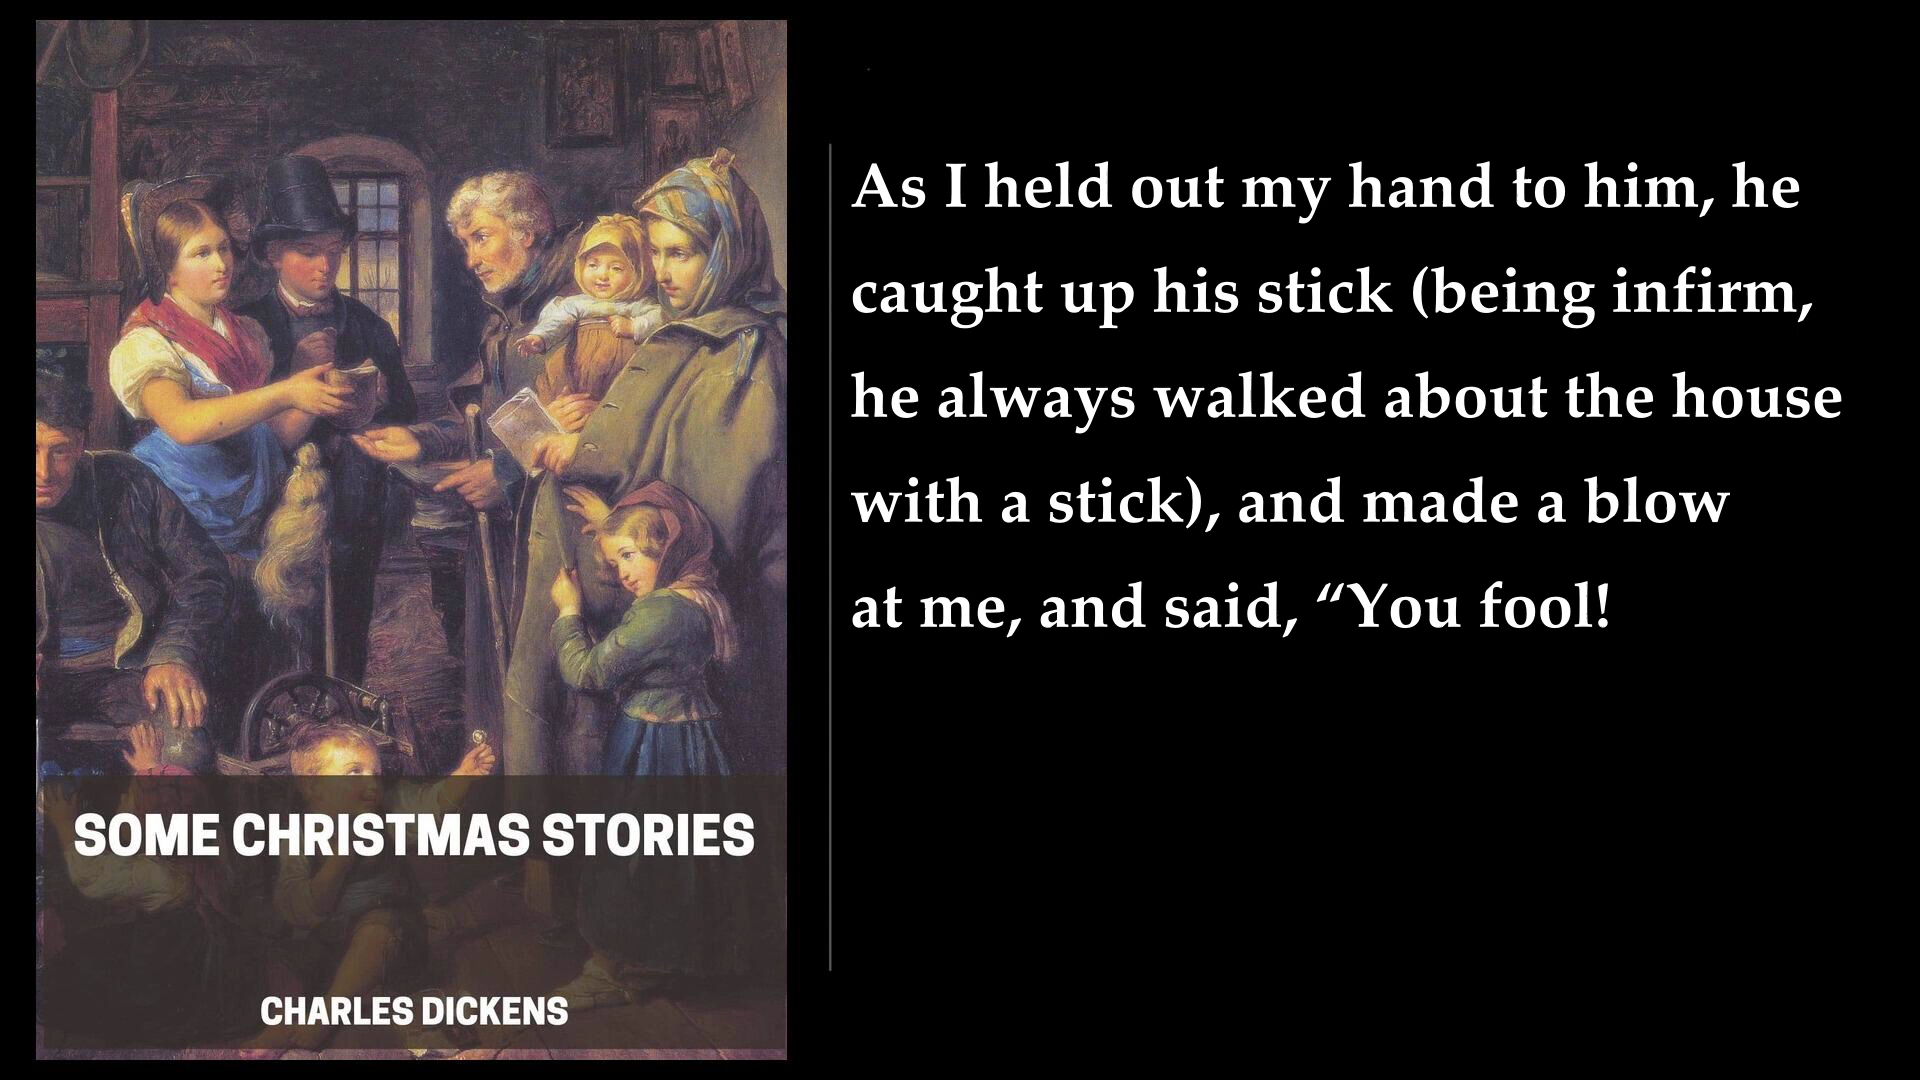 SOME CHRISTMAS STORIES
CHARLES DICKENS
As I held out my hand to him, he
caught up his stick (being infirm,
he always walked about the house
with a stick), and made a blow
at me, and said, “You fool!